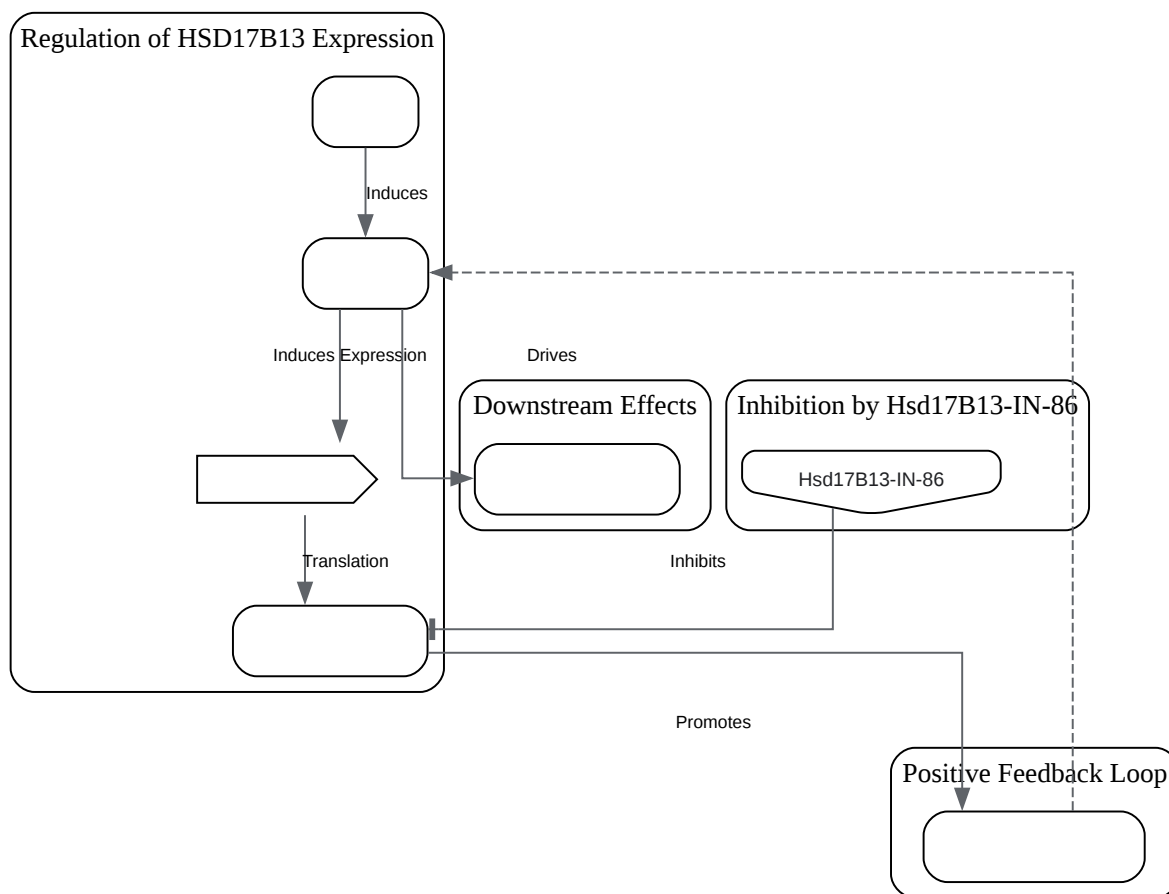 Regulation of HSD17B13 Expression
Induces
Induces Expression
Drives
Downstream Effects
Inhibition by Hsd17B13-IN-86
Hsd17B13-IN-86
Translation
Inhibits
Promotes
Positive Feedback Loop